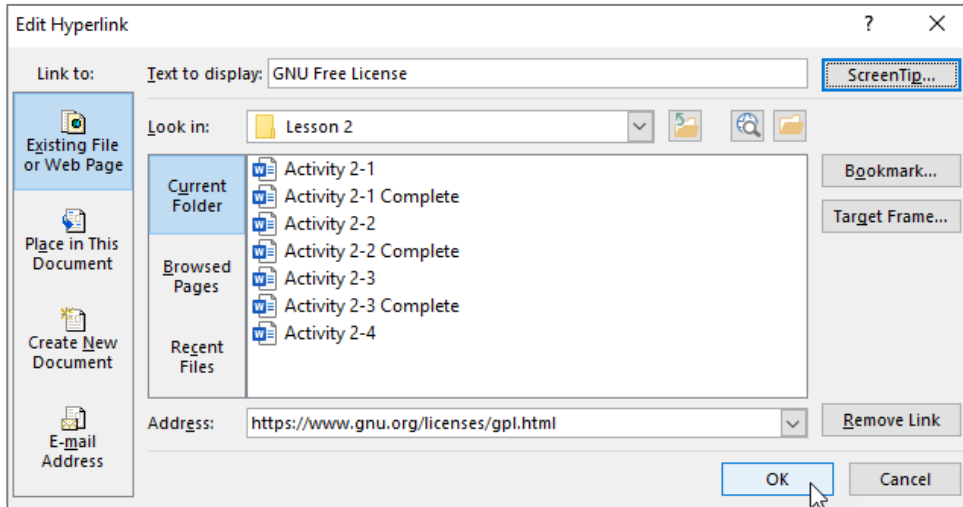 Edit Hyperlink
?
Link to:
Text to display: GNU Free License
ScreenTip...
Existing File
or Web Page
Look in: Lesson 2
Current
Folder
Activity 2-1
Activity 2-1 Complete
Activity 2-2
Activity 2-2 Complete
Activity 2-3
Activity 2-3 Complete
Activity 2-4
Bookmark...
Target Frame...
Place in This
Document
Browsed
Pages
Create New
Document
Recent
Files
E-mail
Address
Address: https://www.gnu.org/licenses/gpl.html
Remove Link
OK
Cancel